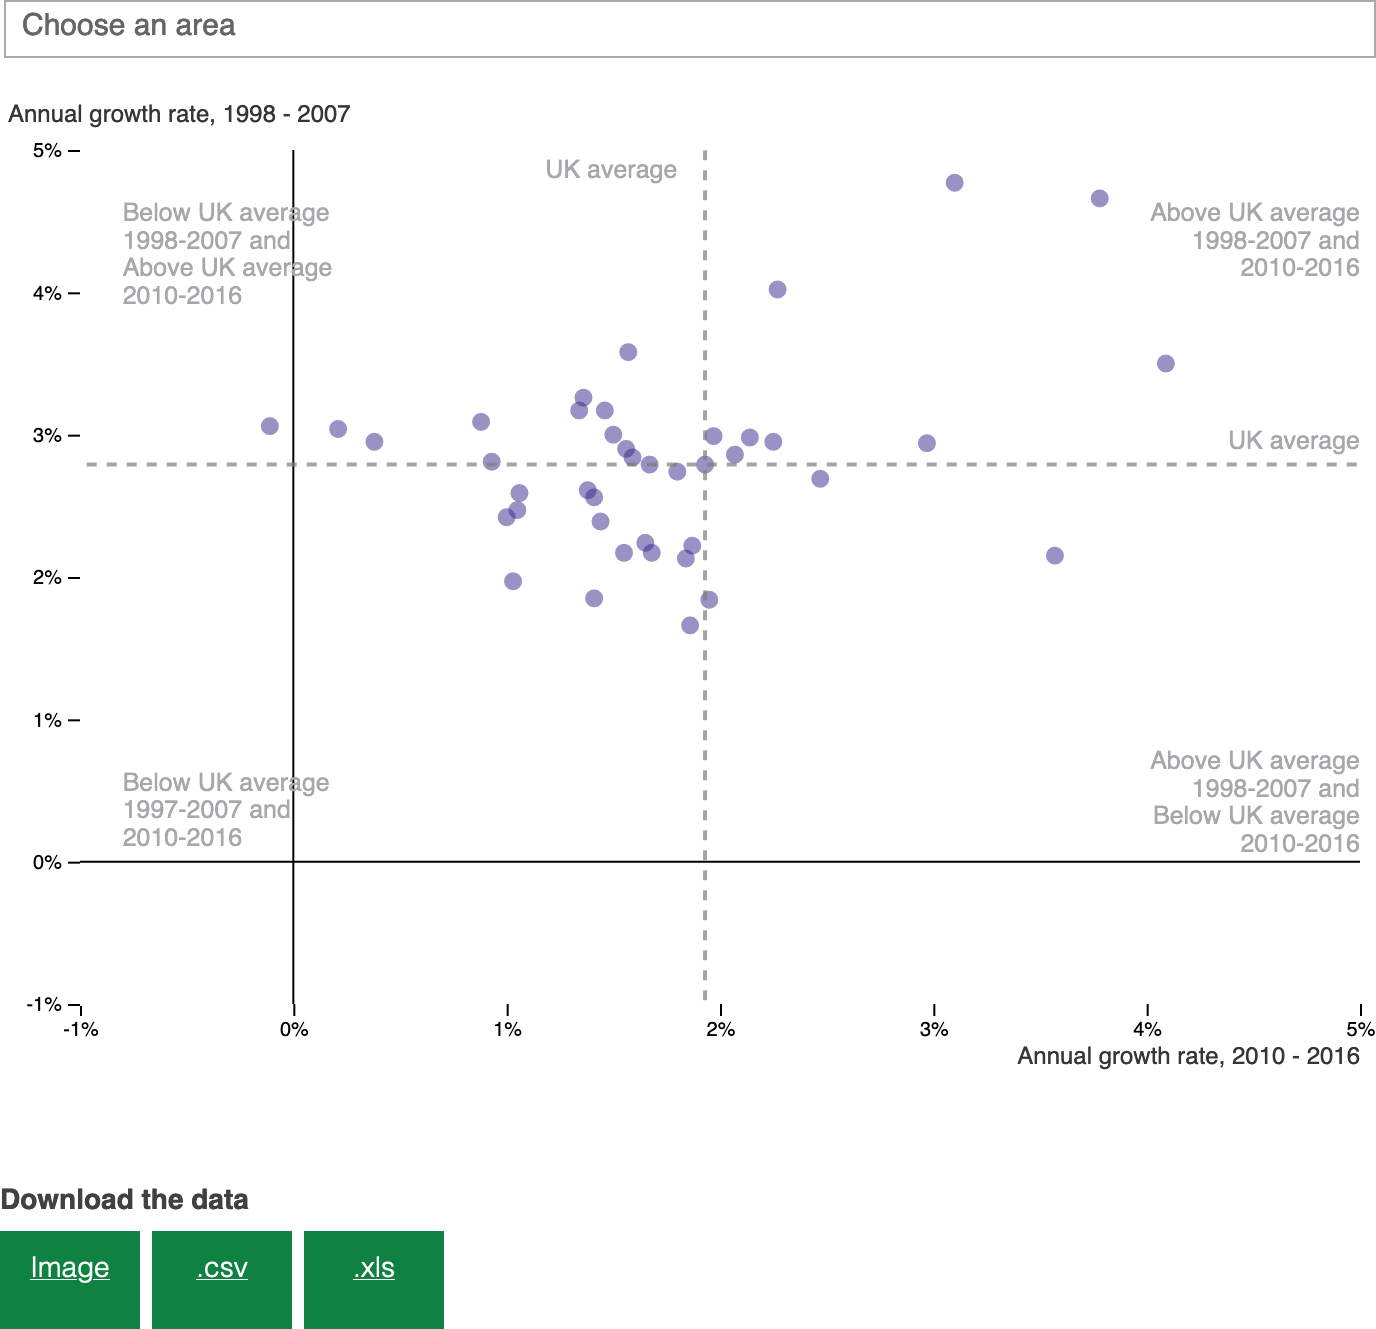 Choose an area
Annual growth rate, 1998 - 2007
5%
UK average
Below UK average
1998-2007 and
Above UK average
2010-2016
Above UK average
1998-2007 and
2010-2016
4%
3%
UK average
2%
1%
Below UK average
1997-2007 and
2010-2016
Above UK average
1998-2007 and
Below UK average
2010-2016
0%
-1%
-1% 0% 1% 2% 3% 4% 5%
Annual growth rate, 2010 - 2016
Download the data
Image .csv .xls